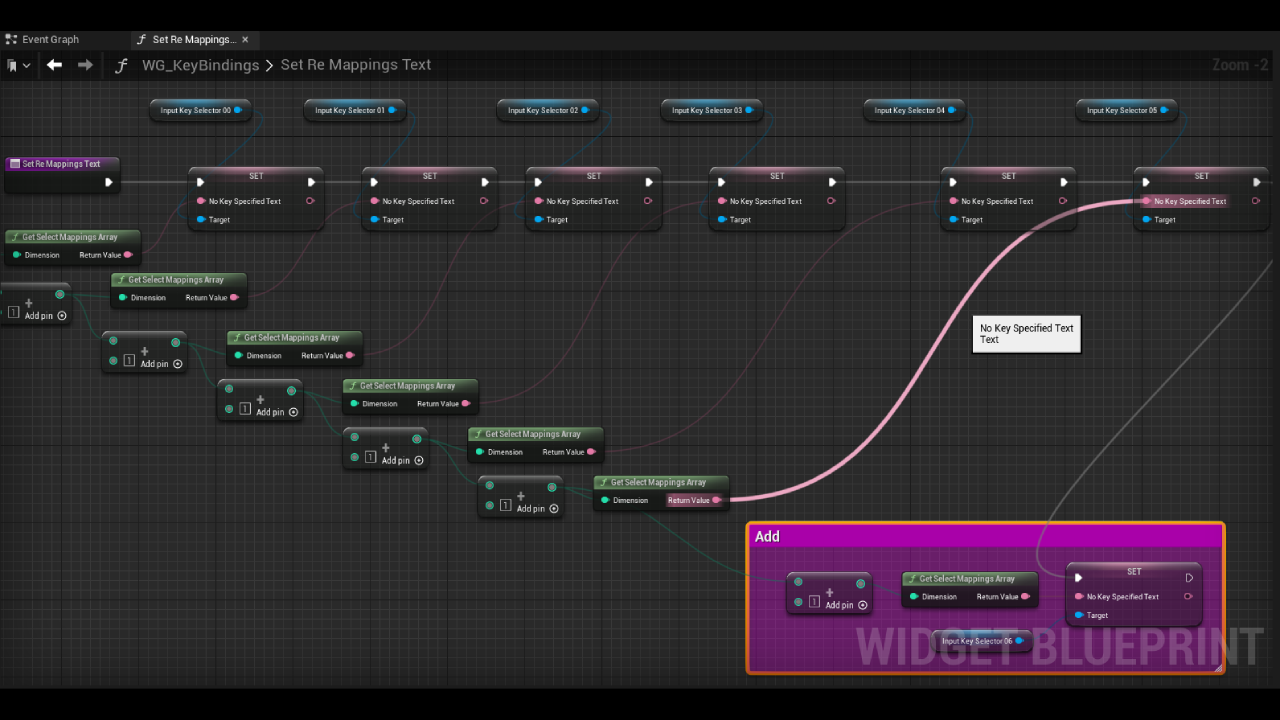 Event Graph
Set Re Mappings...
WG_KeyBindings > Set Re Mappings Text
Zoom -2
Input Key Selector 00
Input Key Selector 01
Input Key Selector 02
Input Key Selector 03
Input Key Selector 04
Input Key Selector 05
Set Re Mappings Text
SET
No Key Specified Text
Target
SET
No Key Specified Text
Target
SET
No Key Specified Text
Target
SET
No Key Specified Text
Target
SET
No Key Specified Text
Target
SET
No Key Specified Text
Target
Get Select Mappings Array
Dimension Return Value
Get Select Mappings Array
Dimension Return Value
1 Add pin
Get Select Mappings Array
Dimension Return Value
1 Add pin
Get Select Mappings Array
Dimension Return Value
1 Add pin
Get Select Mappings Array
Dimension Return Value
1 Add pin
Get Select Mappings Array
Dimension Return Value
1 Add pin
No Key Specified Text
Text
Add
1 Add pin
Get Select Mappings Array
Dimension Return Value
SET
No Key Specified Text
Target
Input Key Selector 06
WIDGET BLUEPRINT